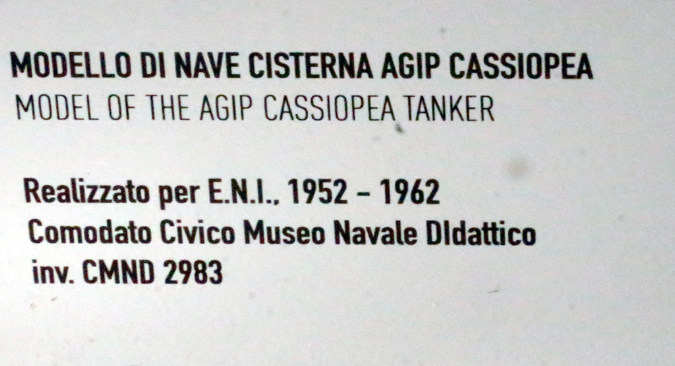 MODELLO DI NAVE CISTERNA AGIP CASSIOPEA
MODEL OF THE AGIP CASSIOPEA TANKER
Realizzato per E.N.I., 1952 – 1962
Comodato Civico Museo Navale DIdattico
inv. CMND 2983